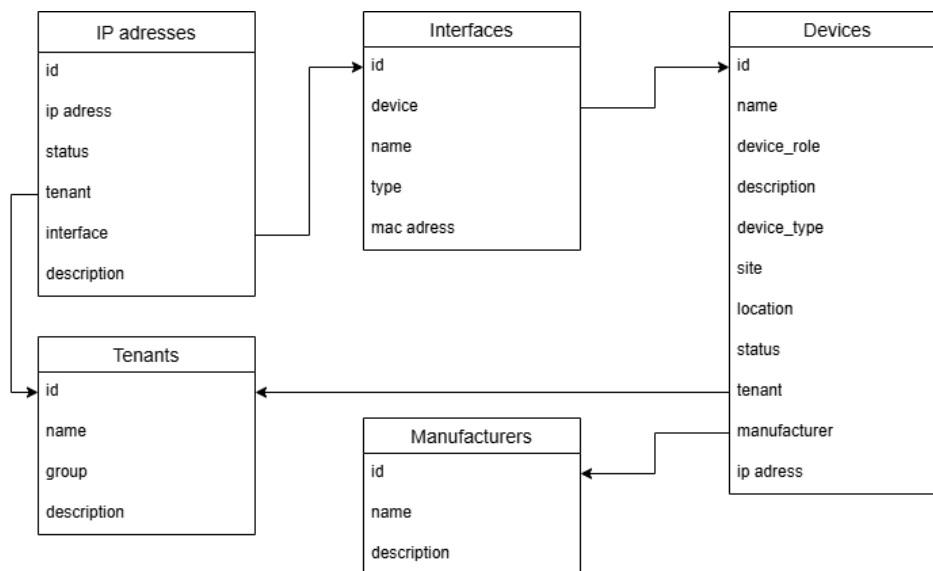 IP adresses
id
ip adress
status
tenant
interface
description
Interfaces
id
device
name
type
mac adress
Devices
id
name
device_role
description
device_type
site
location
status
tenant
manufacturer
ip adress
Tenants
id
name
group
description
Manufacturers
id
name
description